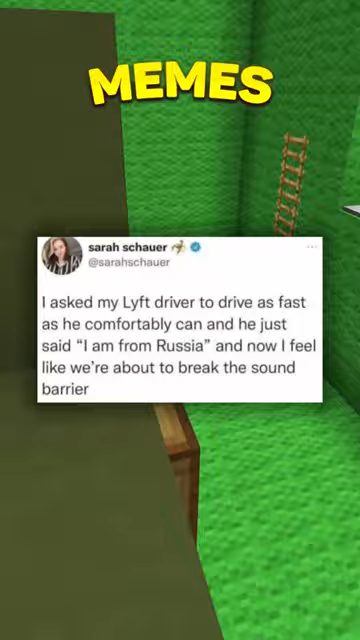 MEMES
sarah schauer
@sarahschauer
I asked my Lyft driver to drive as fast
as he comfortably can and he just
said “I am from Russia” and now I feel
like we’re about to break the sound
barrier